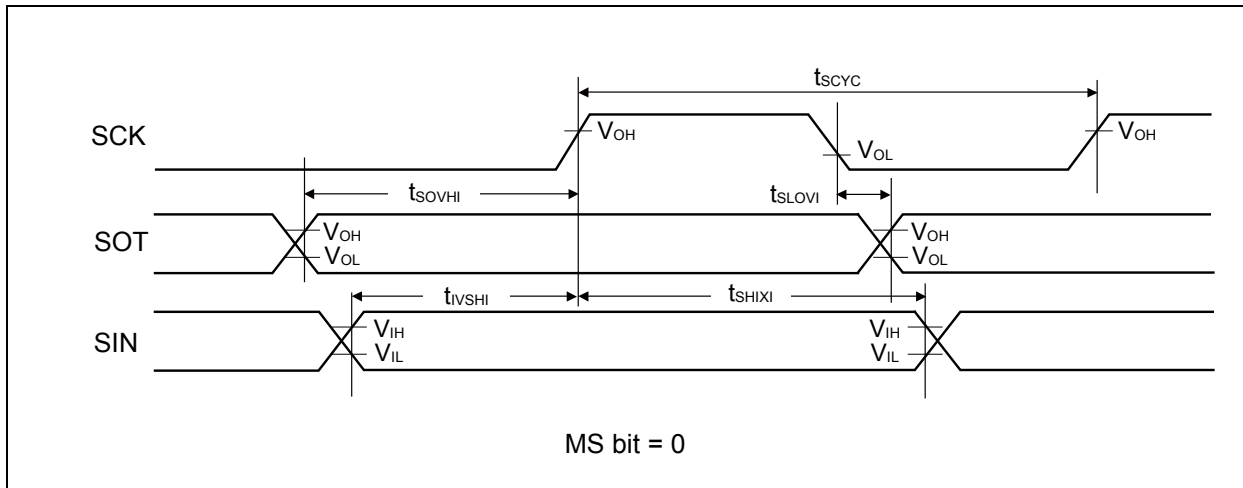 tSCYC
SCK
VOH
VOL
VOH
tSOVHI
tSLOVI
SOT
VOH
VOL
VOH
VOL
tIVSHI
tSHIXI
SIN
VIH
VIL
VIH
VIL
MS bit = 0